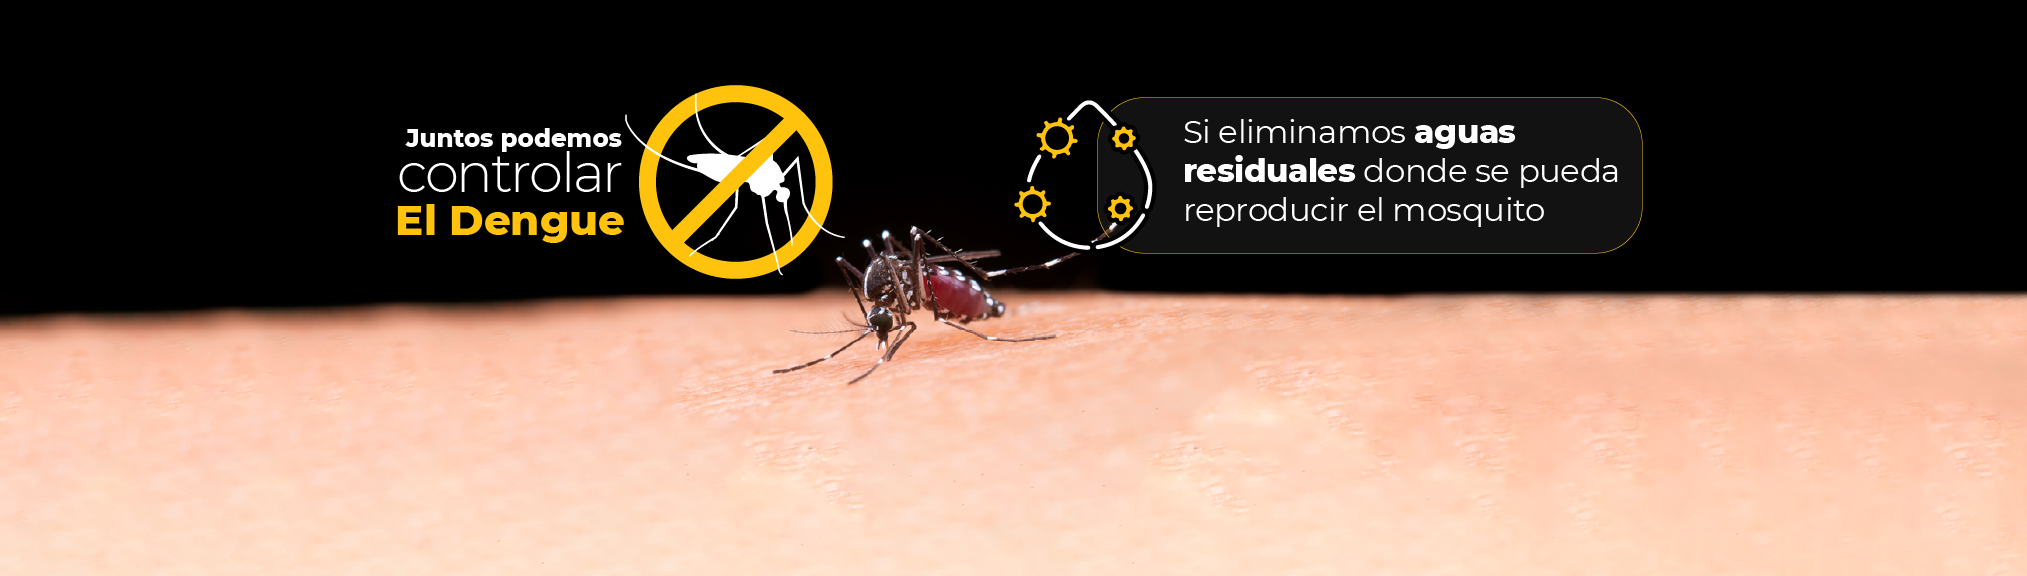 Juntos podemos
controlar
El Dengue
Si eliminamos aguas
residuales donde se pueda
reproducir el mosquito